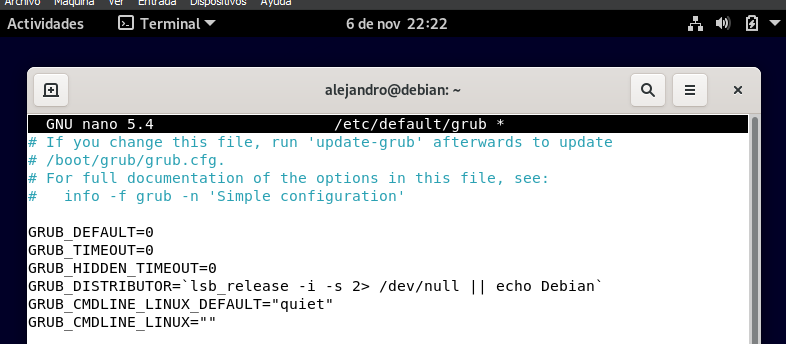 Archivo Máquina Ver Entrada Dispositivos Ayuda
Actividades Terminal 6 de nov 22:22
alejandro@debian: ~
GNU nano 5.4 /etc/default/grub *
# If you change this file, run 'update-grub' afterwards to update
# /boot/grub/grub.cfg.
# For full documentation of the options in this file, see:
#   info -f grub -n 'Simple configuration'
GRUB_DEFAULT=0
GRUB_TIMEOUT=0
GRUB_HIDDEN_TIMEOUT=0
GRUB_DISTRIBUTOR=`lsb_release -i -s 2> /dev/null || echo Debian`
GRUB_CMDLINE_LINUX_DEFAULT="quiet"
GRUB_CMDLINE_LINUX=""